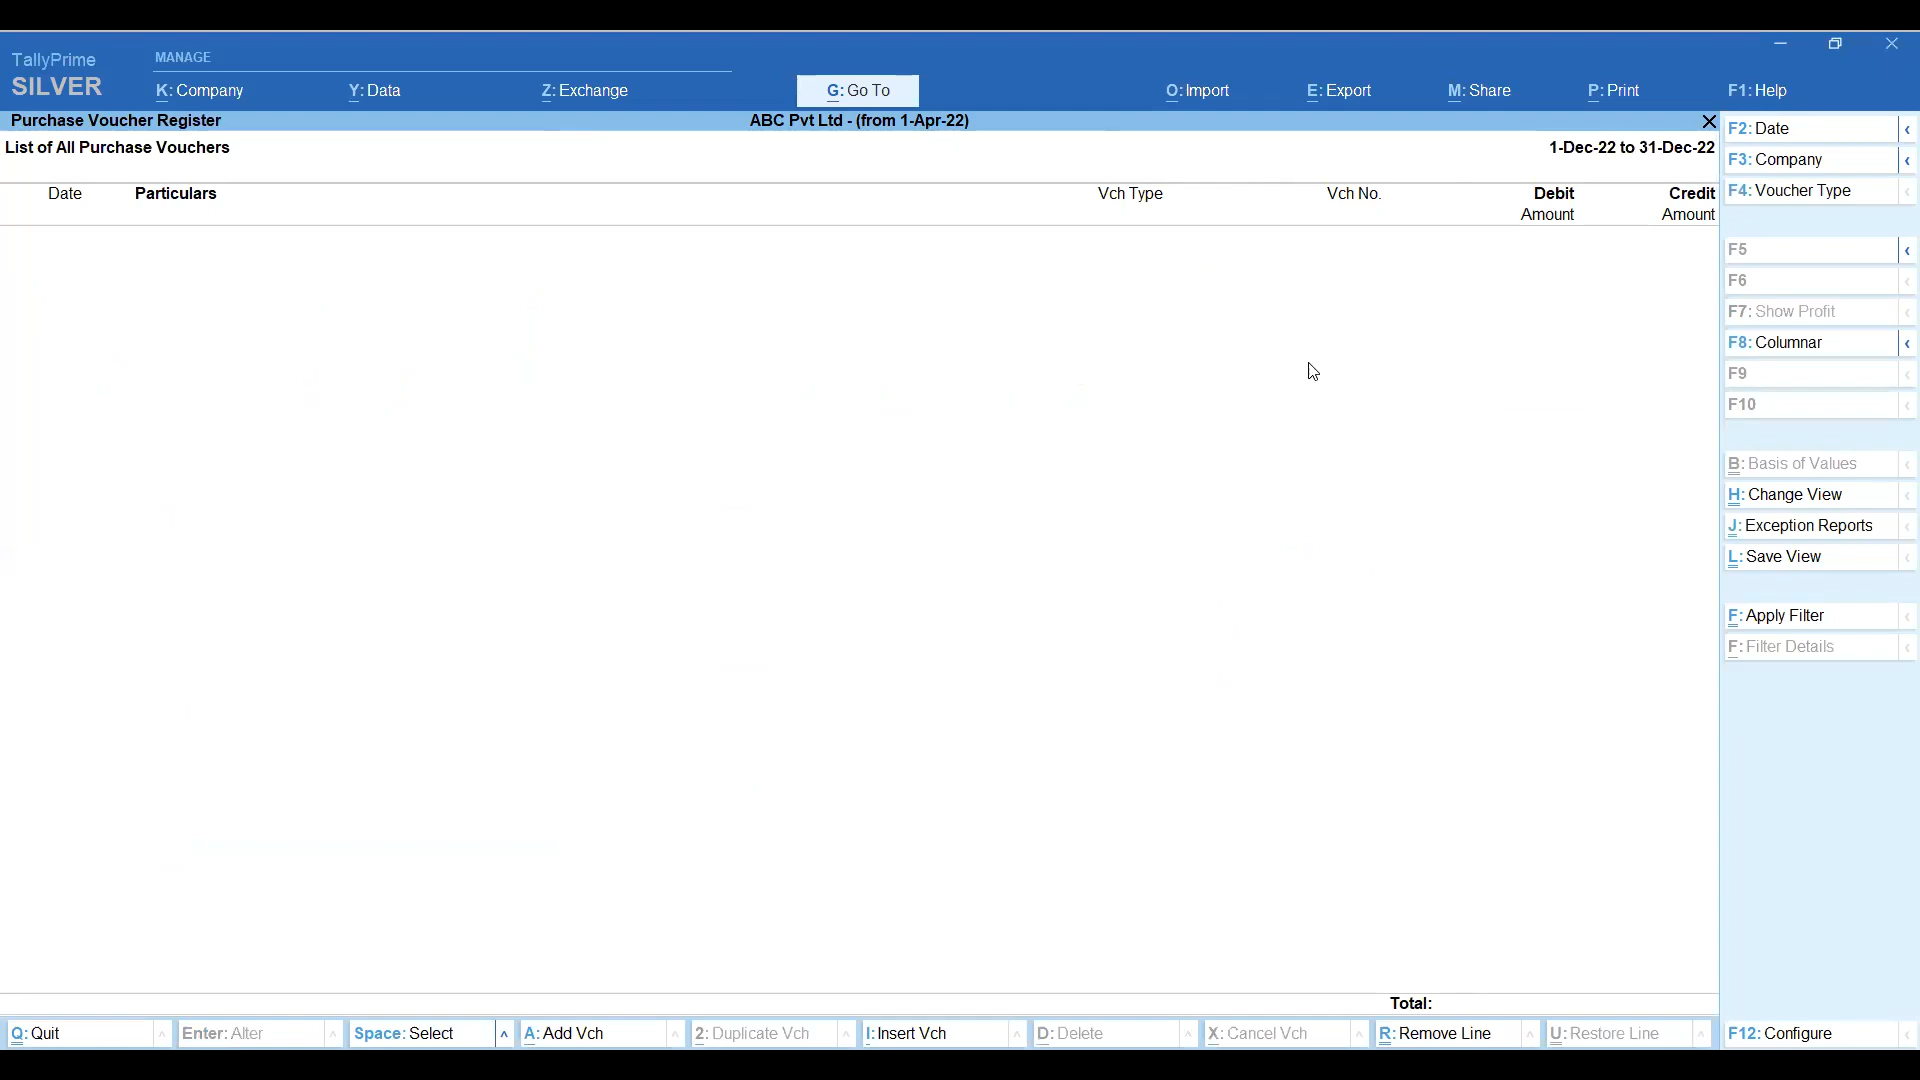 TallyPrime
SILVER
MANAGE
K: Company
Y: Data
Z: Exchange
G: Go To
O: Import
E: Export
M: Share
P: Print
F1: Help
Purchase Voucher Register
ABC Pvt Ltd - (from 1-Apr-22)
List of All Purchase Vouchers
1-Dec-22 to 31-Dec-22
Date
Particulars
Vch Type
Vch No.
Debit
Amount
Credit
Amount
F2: Date
F3: Company
F4: Voucher Type
F5
F6
F7: Show Profit
F8: Columnar
F9
F10
B: Basis of Values
H: Change View
J: Exception Reports
L: Save View
F: Apply Filter
F: Filter Details
Total:
Q: Quit
Enter: Alter
Space: Select
A: Add Vch
2: Duplicate Vch
I: Insert Vch
D: Delete
X: Cancel Vch
R: Remove Line
U: Restore Line
F12: Configure